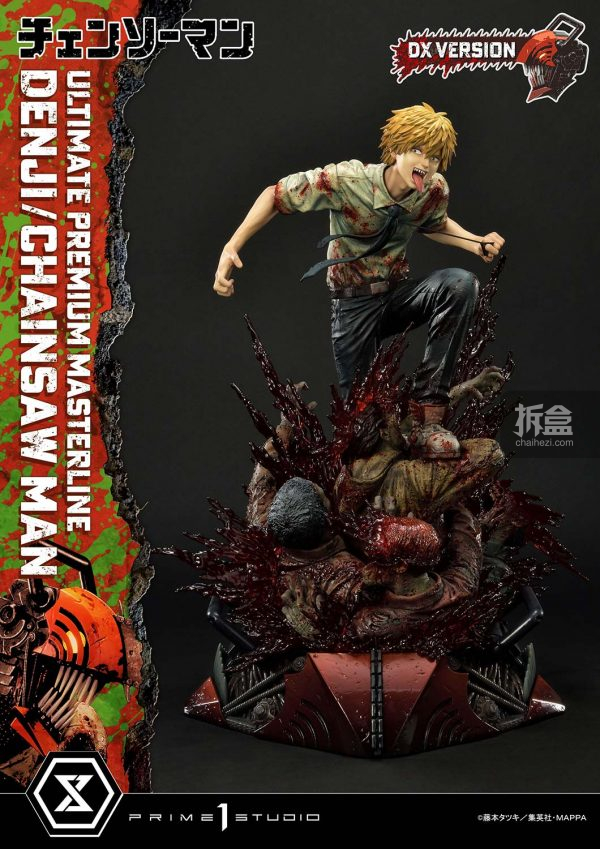 チェンソーマン
DX VERSION
ULTIMATE PREMIUM MASTERLINE
DENJI/CHAINSAW MAN
拆盒
chaihezi.com
PRIME 1 STUDIO
©藤本タツキ/集英社・MAPPA